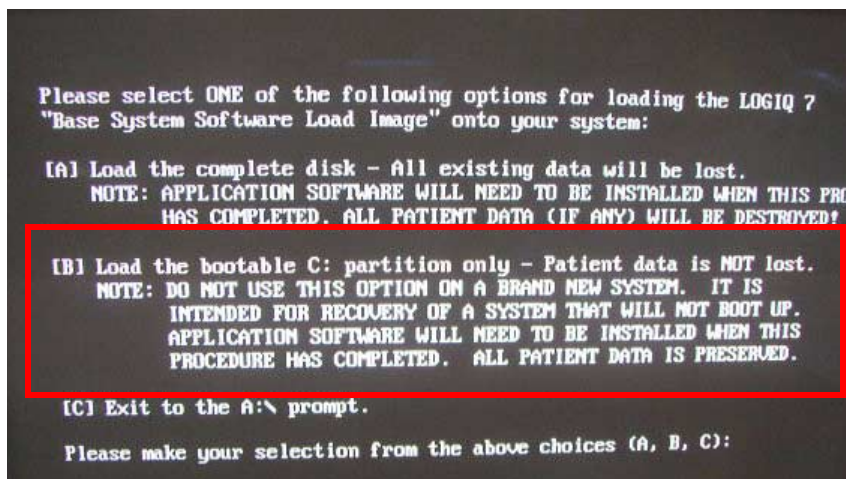 Please select ONE of the following options for loading the LOGIQ 7
"Base System Software Load Image" onto your system:
[A] Load the complete disk - All existing data will be lost.
NOTE: APPLICATION SOFTWARE WILL NEED TO BE INSTALLED WHEN THIS PRO
HAS COMPLETED. ALL PATIENT DATA (IF ANY) WILL BE DESTROYED!
[B] Load the bootable C: partition only - Patient data is NOT lost.
NOTE: DO NOT USE THIS OPTION ON A BRAND NEW SYSTEM. IT IS
INTENDED FOR RECOVERY OF A SYSTEM THAT WILL NOT BOOT UP.
APPLICATION SOFTWARE WILL NEED TO BE INSTALLED WHEN THIS
PROCEDURE HAS COMPLETED. ALL PATIENT DATA IS PRESERVED.
[C] Exit to the A:\ prompt.
Please make your selection from the above choices (A, B, C):